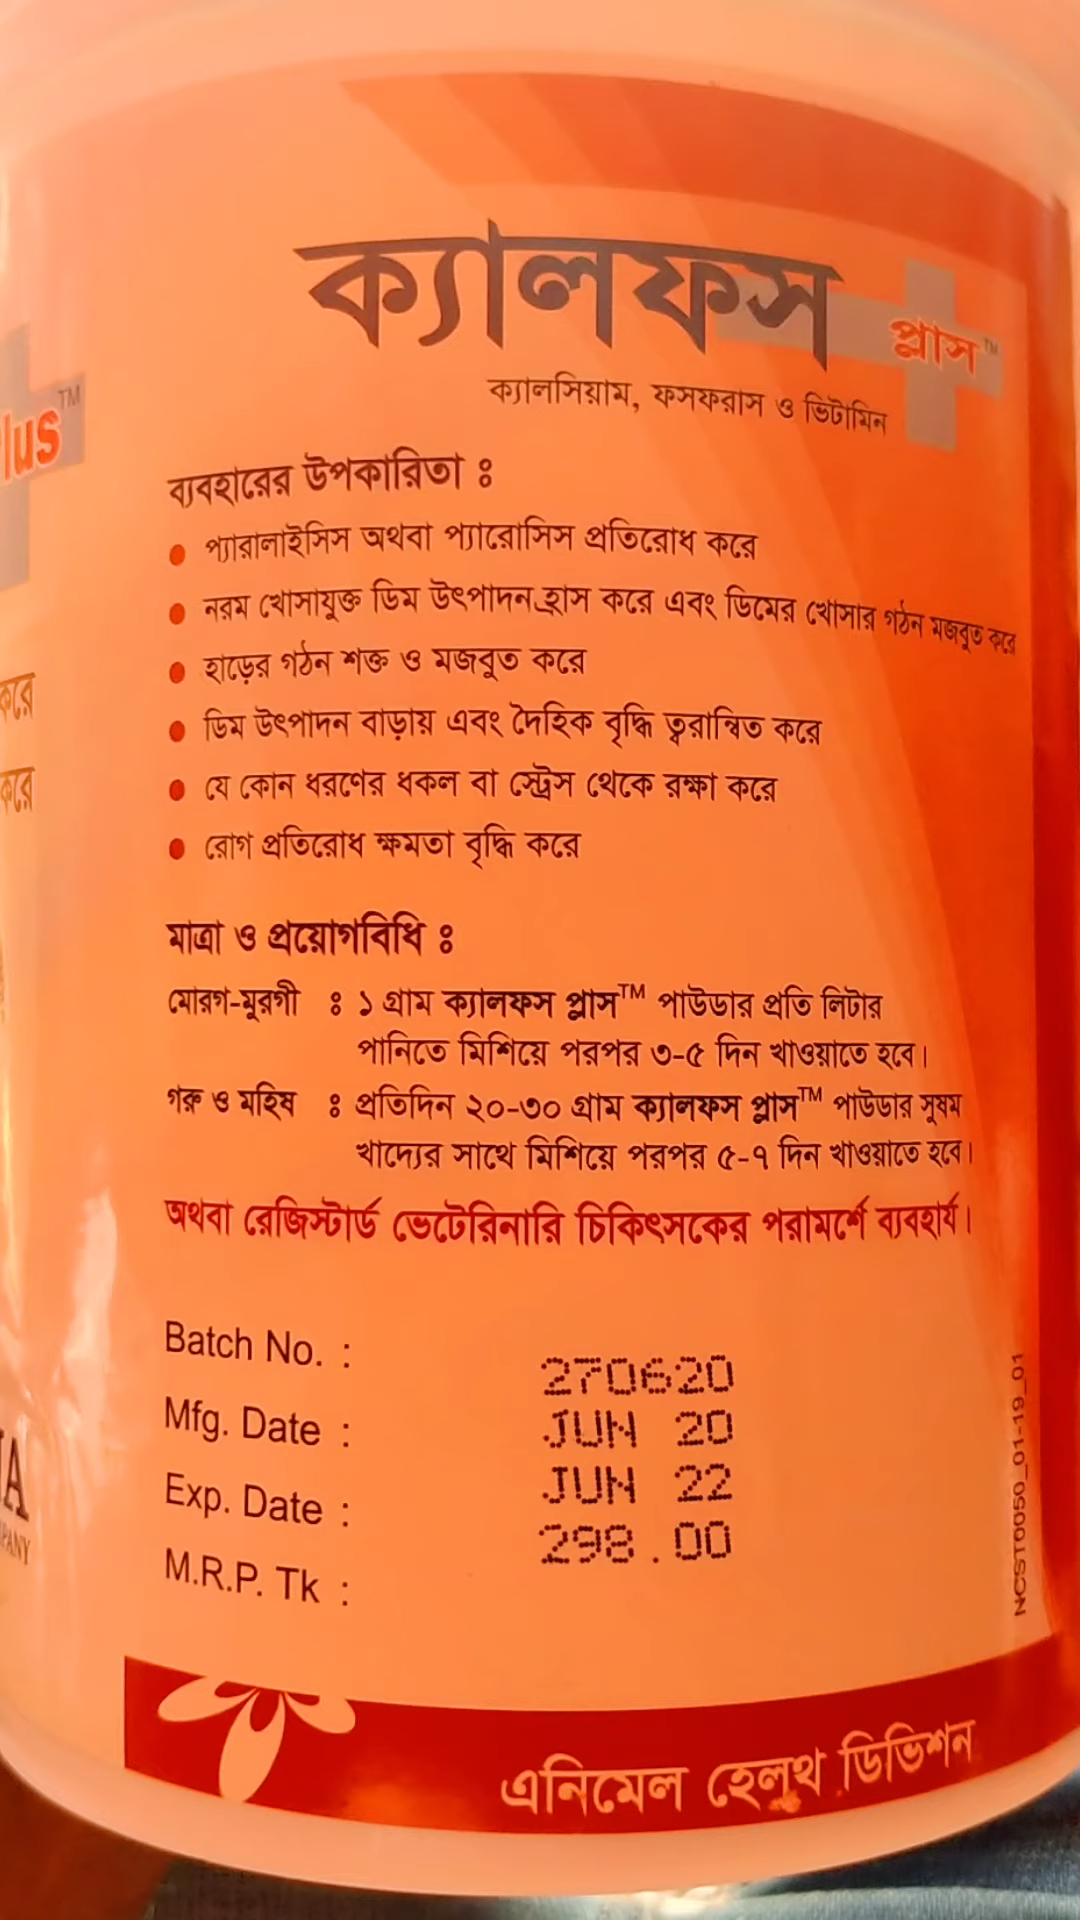 ক্যালফস প্লাস™
ক্যালসিয়াম, ফসফরাস ও ভিটামিন
lus™
ব্যবহারের উপকারিতা ঃ
• প্যারালাইসিস অথবা প্যারোসিস প্রতিরোধ করে
• নরম খোসাযুক্ত ডিম উৎপাদন হ্রাস করে এবং ডিমের খোসার গঠন মজবুত করে
• হাড়ের গঠন শক্ত ও মজবুত করে
• ডিম উৎপাদন বাড়ায় এবং দৈহিক বৃদ্ধি ত্বরান্বিত করে
• যে কোন ধরণের ধকল বা স্ট্রেস থেকে রক্ষা করে
• রোগ প্রতিরোধ ক্ষমতা বৃদ্ধি করে
করে
করে
মাত্রা ও প্রয়োগবিধি ঃ
মোরগ-মুরগী ঃ ১ গ্রাম ক্যালফস প্লাস™ পাউডার প্রতি লিটার
পানিতে মিশিয়ে পরপর ৩-৫ দিন খাওয়াতে হবে।
গরু ও মহিষ ঃ প্রতিদিন ২০-৩০ গ্রাম ক্যালফস প্লাস™ পাউডার সুষম
খাদ্যের সাথে মিশিয়ে পরপর ৫-৭ দিন খাওয়াতে হবে।
অথবা রেজিস্টার্ড ভেটেরিনারি চিকিৎসকের পরামর্শে ব্যবহার্য।
Batch No. : 270620
Mfg. Date : JUN 20
Exp. Date : JUN 22
M.R.P. Tk : 298.00
NCST0050_01-19_01
এনিমেল হেলথ ডিভিশন